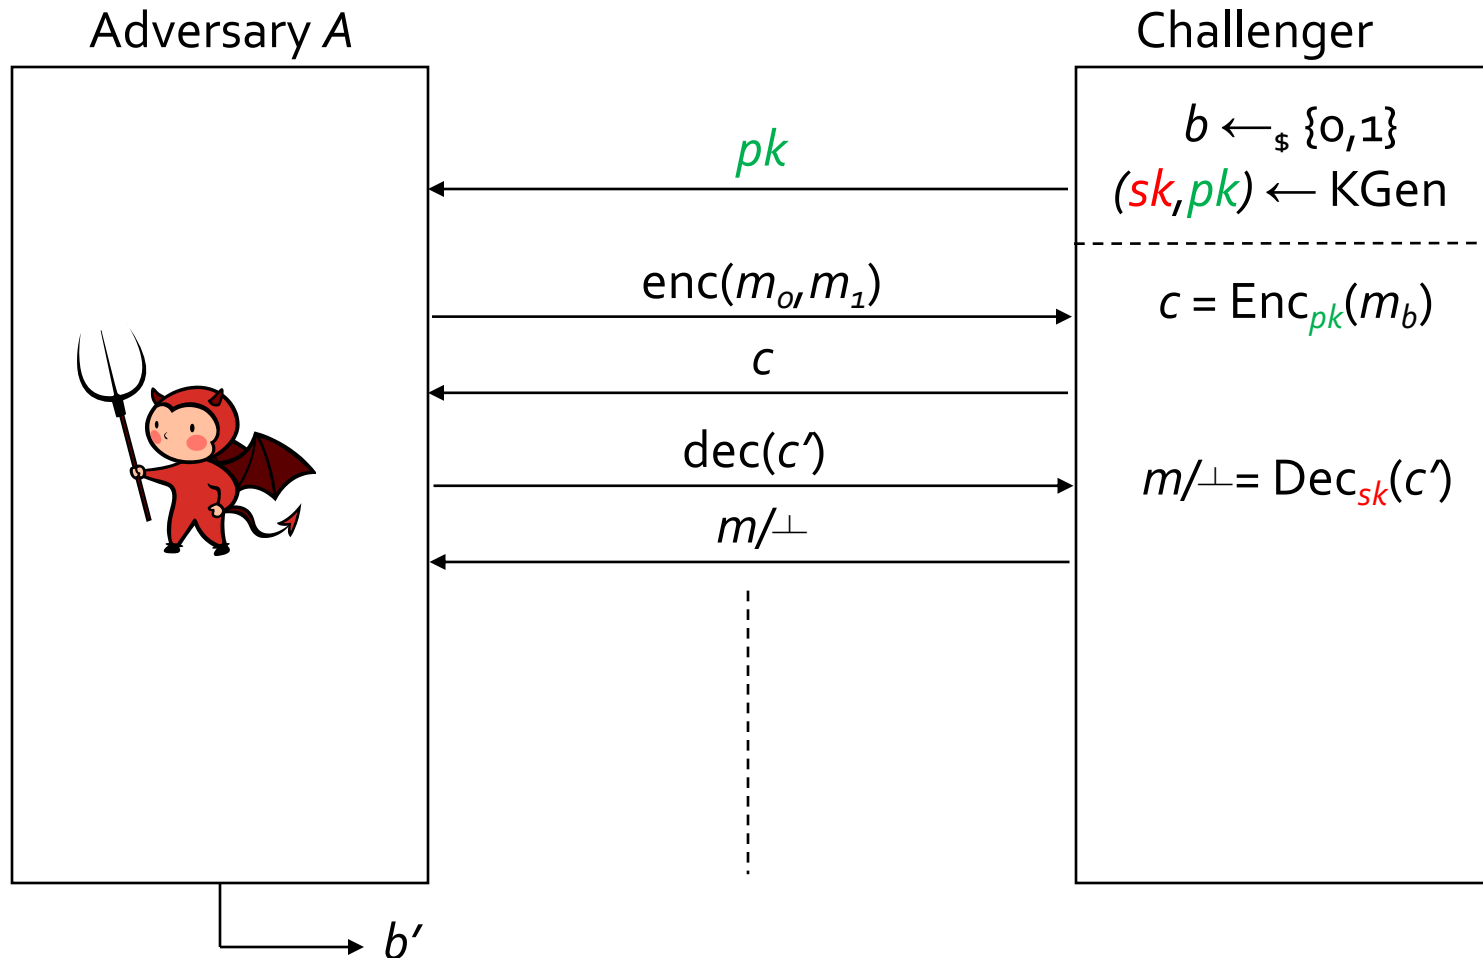 Adversary A
Challenger
b ←$ {0,1}
pk
(sk,pk) ← KGen
enc(m₀,m₁)
c = Encpk(mb)
c
dec(c′)
m/⊥= Decsk(c′)
m/⊥
b′